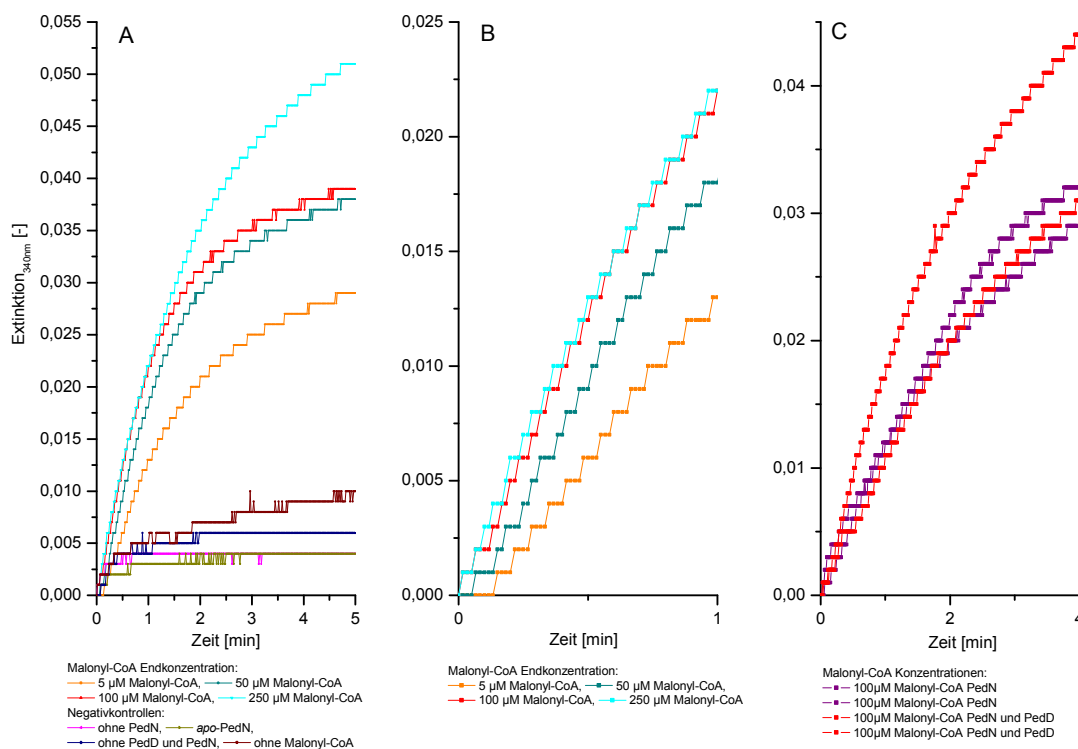 A
0,055
0,050
0,045
0,040
0,035
0,030
0,025
0,020
0,015
0,010
0,005
0,000
Extinktion340nm [-]
0 1 2 3 4 5
Zeit [min]
Malonyl-CoA Endkonzentration:
5 µM Malonyl-CoA, 50 µM Malonyl-CoA
100 µM Malonyl-CoA, 250 µM Malonyl-CoA
Negativkontrollen:
ohne PedN, apo-PedN,
ohne PedD und PedN, ohne Malonyl-CoA
B
0,025
0,020
0,015
0,010
0,005
0,000
0 1
Zeit [min]
Malonyl-CoA Endkonzentration:
5 µM Malonyl-CoA, 50 µM Malonyl-CoA,
100 µM Malonyl-CoA, 250 µM Malonyl-CoA
C
0,04
0,03
0,02
0,01
0,00
0 2 4
Zeit [min]
Malonyl-CoA Konzentrationen:
100µM Malonyl-CoA PedN
100µM Malonyl-CoA PedN
100µM Malonyl-CoA PedN und PedD
100µM Malonyl-CoA PedN und PedD